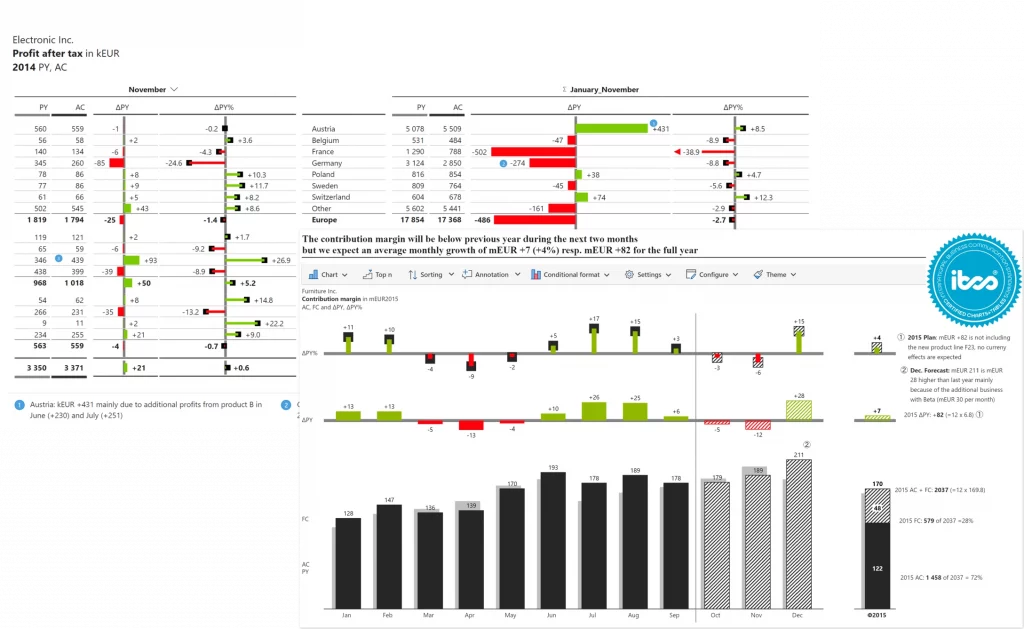 Electronic Inc.
Profit after tax in kEUR
2014 PY, AC
November
PY AC ΔPY ΔPY%
560 559 -1 -0.2
56 58 +2 +3.6
140 134 -6 -4.3
345 260 -85 -24.6
78 86 +8 +10.3
77 86 +9 +11.7
61 66 +5 +8.2
502 545 +43 +8.6
1 819 1 794 -25 -1.4
119 121 +2 +1.7
65 59 -6 -9.2
346 439 +93 +26.9
438 399 -39 -8.9
968 1 018 +50 +5.2
54 62 +8 +14.8
266 231 -35 -13.2
9 11 +2 +22.2
234 255 +21 +9.0
563 559 -4 -0.7
3 350 3 371 +21 +0.6
1 Austria: kEUR +431 mainly due to additional profits from product B in
June (+230) and July (+251)
Σ January_November
PY AC ΔPY ΔPY%
Austria 5 078 5 509 1 +431 +8.5
Belgium 531 484 -47 -8.9
France 1 290 788 -502 -38.9
Germany 3 124 2 850 2 -274 -8.8
Poland 816 854 +38 +4.7
Sweden 809 764 -45 -5.6
Switzerland 604 678 +74 +12.3
Other 5 602 5 441 -161 -2.9
Europe 17 854 17 368 -486 -2.7
The contribution margin will be below previous year during the next two months
but we expect an average monthly growth of mEUR +7 (+4%) resp. mEUR +82 for the full year
Chart Top n Sorting Annotation Conditional format Settings Configure Theme
Furniture Inc.
Contribution margin in mEUR2015
AC, FC and ΔPY, ΔPY%
ΔPY% +11 +10 -4 -9 -2 +5 +17 +15 +3 -3 -6 +15 +4
ΔPY +13 +13 -5 -13 -4 +10 +26 +25 +6 -5 -12 +28 +7
②
FC
AC
PY
128 147 136 139 170 193 178 189 178 179 189 211 170
48
122
Jan Feb Mar Apr May Jun Jul Aug Sep Oct Nov Dec Ø2015
① 2015 Plan: mEUR +82 is not including
the new product line F23, no curreny
effects are expected
② Dec. Forecast: mEUR 211 is mEUR
28 higher than last year mainly
because of the additional business
with Beta (mEUR 30 per month)
2015 ΔPY: +82 (=12 x 6.8) ①
2015 AC + FC: 2037 (=12 x 169.8)
2015 FC: 579 of 2037 =28%
2015 AC: 1 458 of 2037 = 72%
ibcs